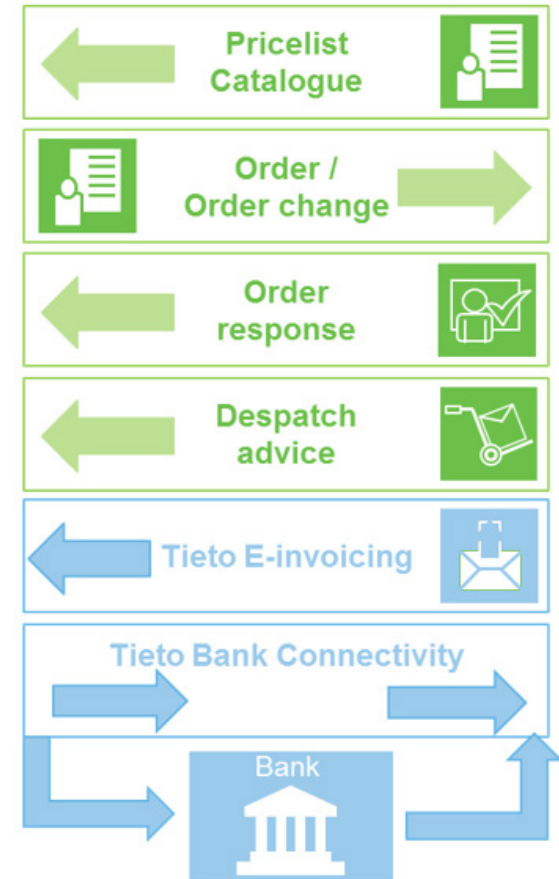 Pricelist
Catalogue
Order /
Order change
Order
response
Despatch
advice
Tieto E-invoicing
Tieto Bank Connectivity
Bank